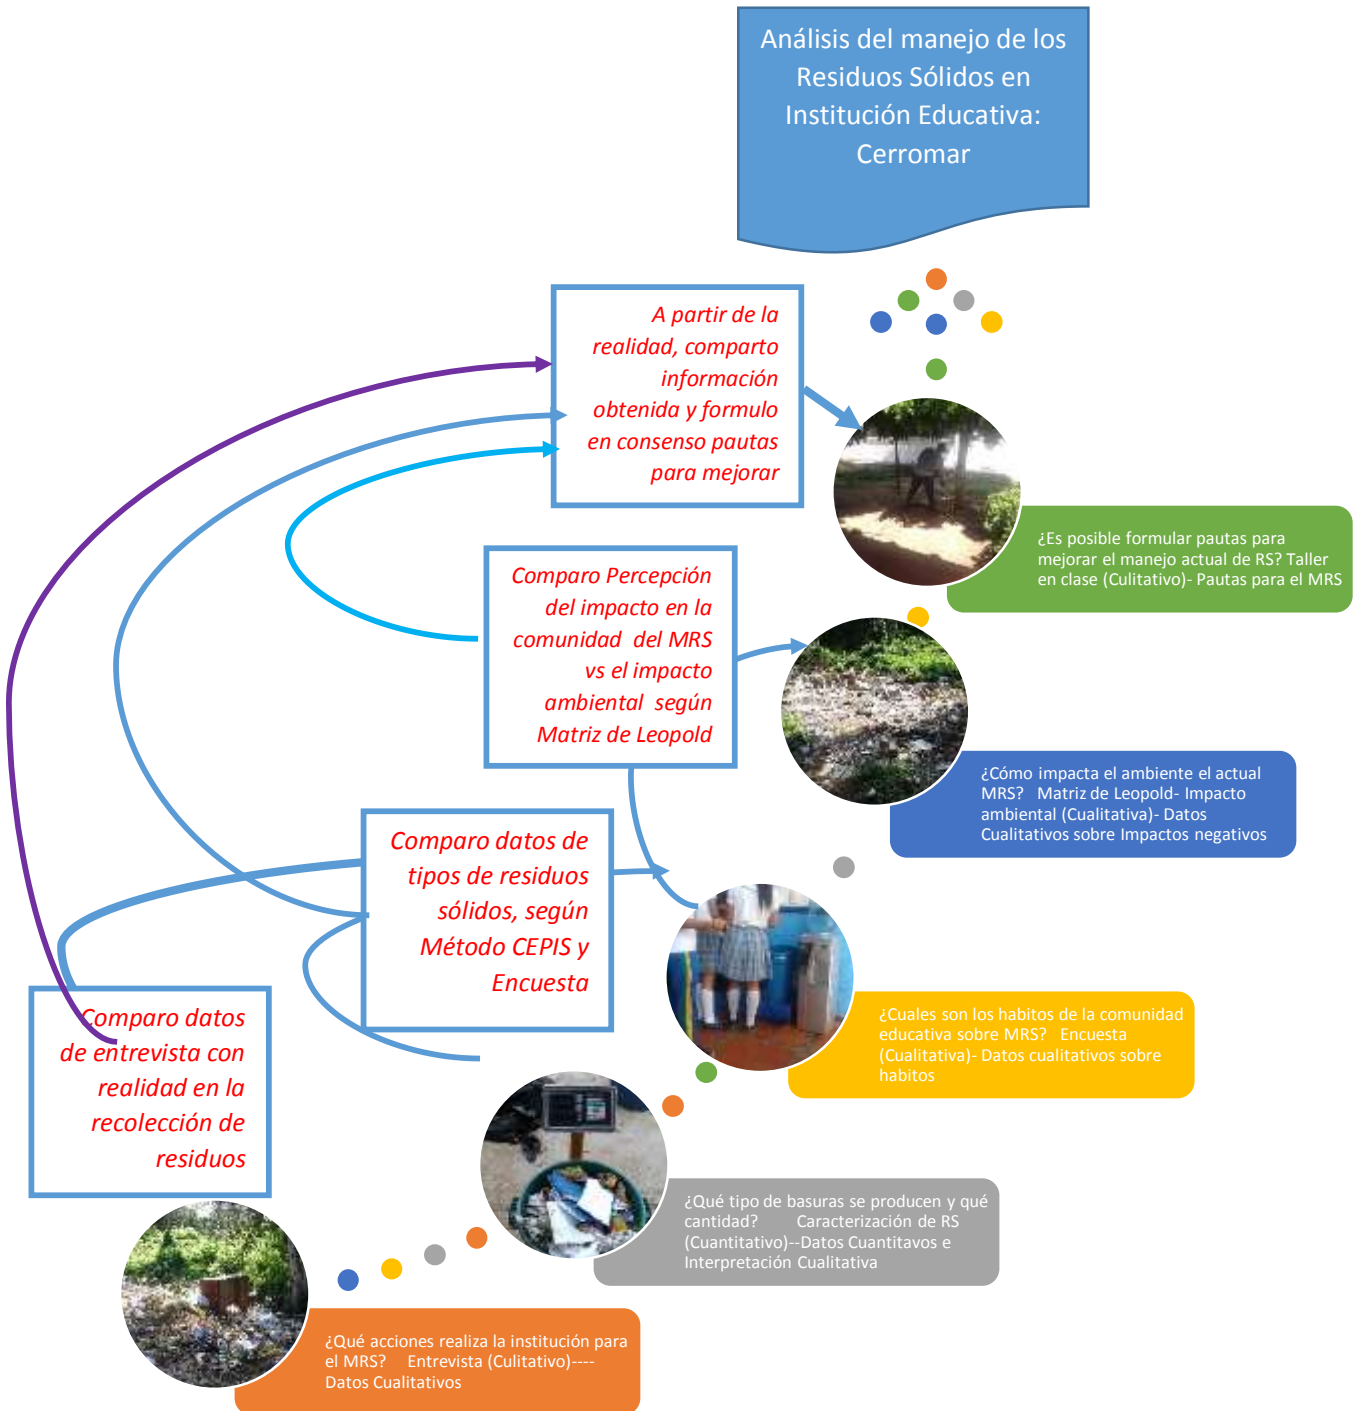 Análisis del manejo de los
Residuos Sólidos en
Institución Educativa:
Cerromar
A partir de la
realidad, comparto
información
obtenida y formulo
en consenso pautas
para mejorar
¿Es posible formular pautas para
mejorar el manejo actual de RS? Taller
en clase (Culitativo)- Pautas para el MRS
Comparo Percepción
del impacto en la
comunidad del MRS
vs el impacto
ambiental según
Matriz de Leopold
¿Cómo impacta el ambiente el actual
MRS? Matriz de Leopold- Impacto
ambiental (Cualitativa)- Datos
Cualitativos sobre Impactos negativos
Comparo datos de
tipos de residuos
sólidos, según
Método CEPIS y
Encuesta
¿Cuales son los habitos de la comunidad
educativa sobre MRS? Encuesta
(Cualitativa)- Datos cualitativos sobre
habitos
Comparo datos
de entrevista con
realidad en la
recolección de
residuos
¿Qué tipo de basuras se producen y qué
cantidad? Caracterización de RS
(Cuantitativo)--Datos Cuantitavos e
Interpretación Cualitativa
¿Qué acciones realiza la institución para
el MRS? Entrevista (Culitativo)----
Datos Cualitativos